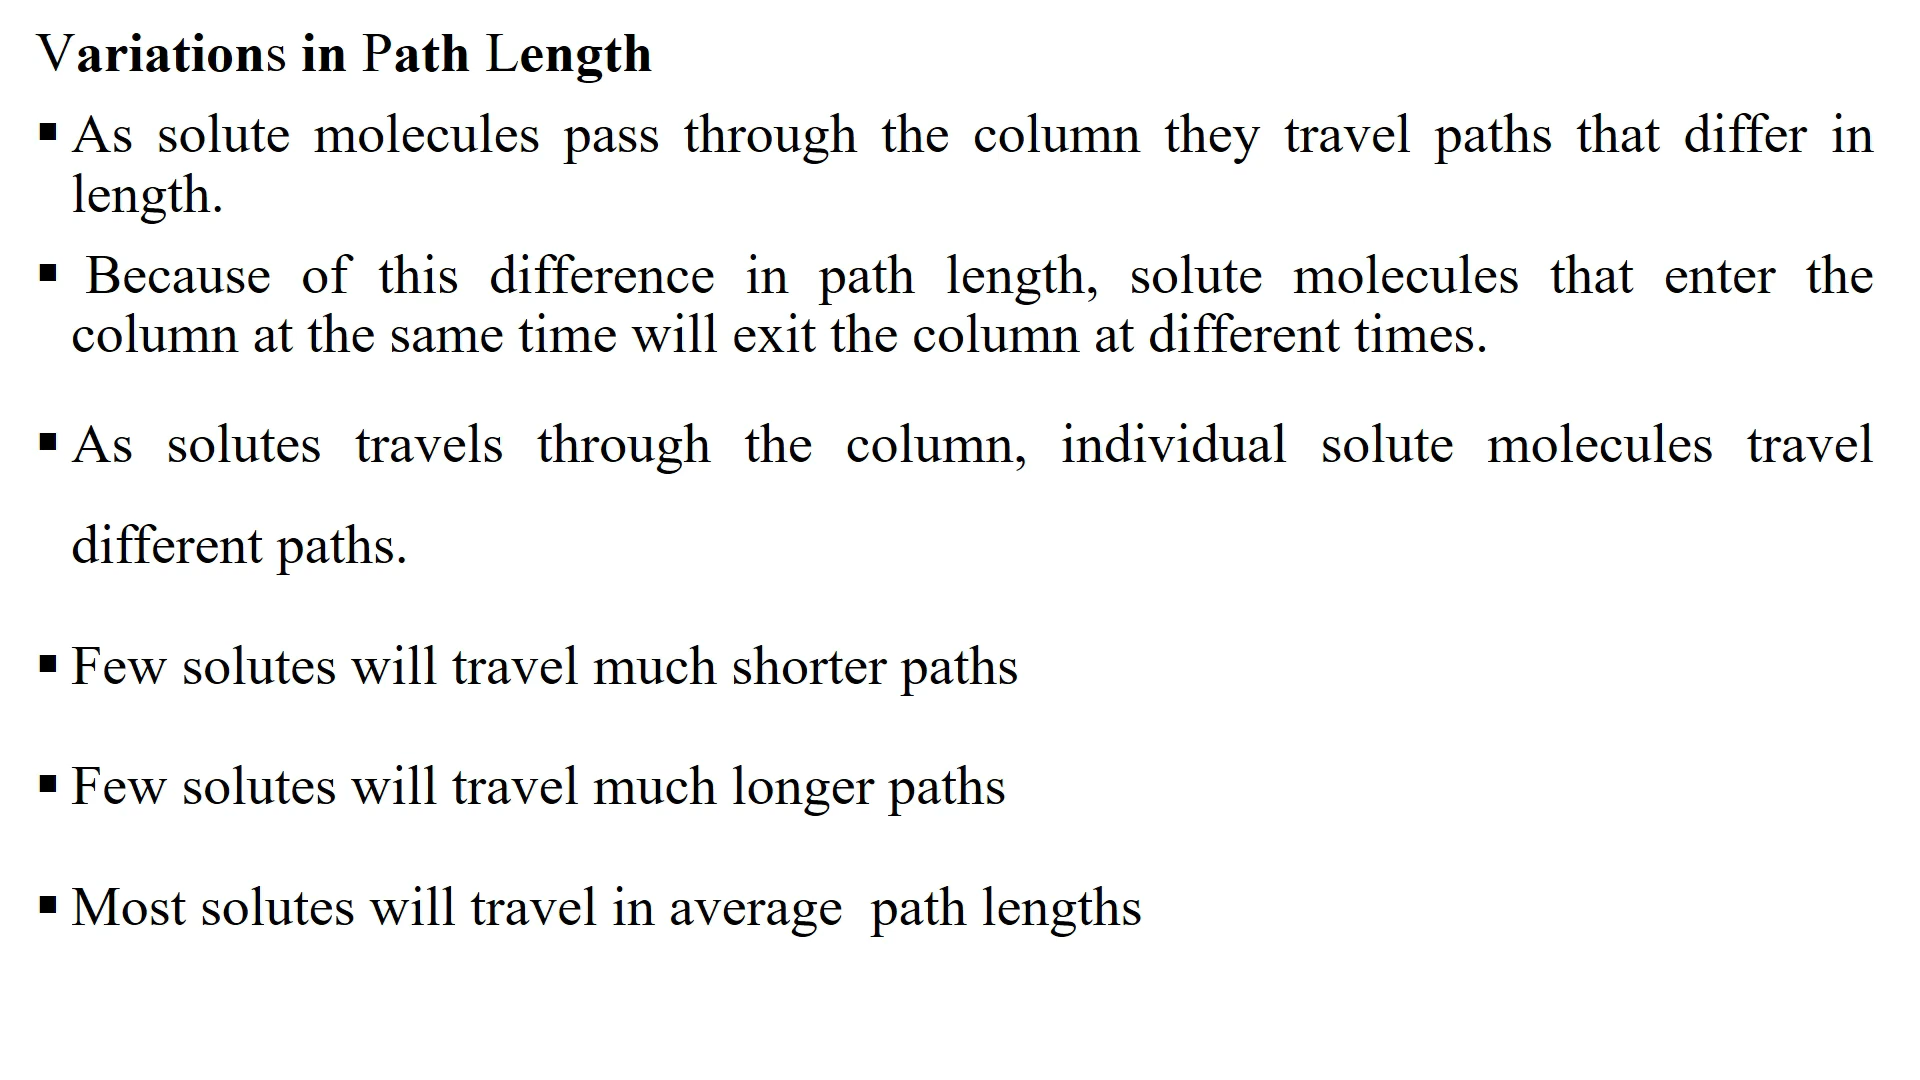 Variations in Path Length
▪ As solute molecules pass through the column they travel paths that differ in
length.
▪ Because of this difference in path length, solute molecules that enter the
column at the same time will exit the column at different times.
▪ As solutes travels through the column, individual solute molecules travel
different paths.
▪ Few solutes will travel much shorter paths
▪ Few solutes will travel much longer paths
▪ Most solutes will travel in average path lengths